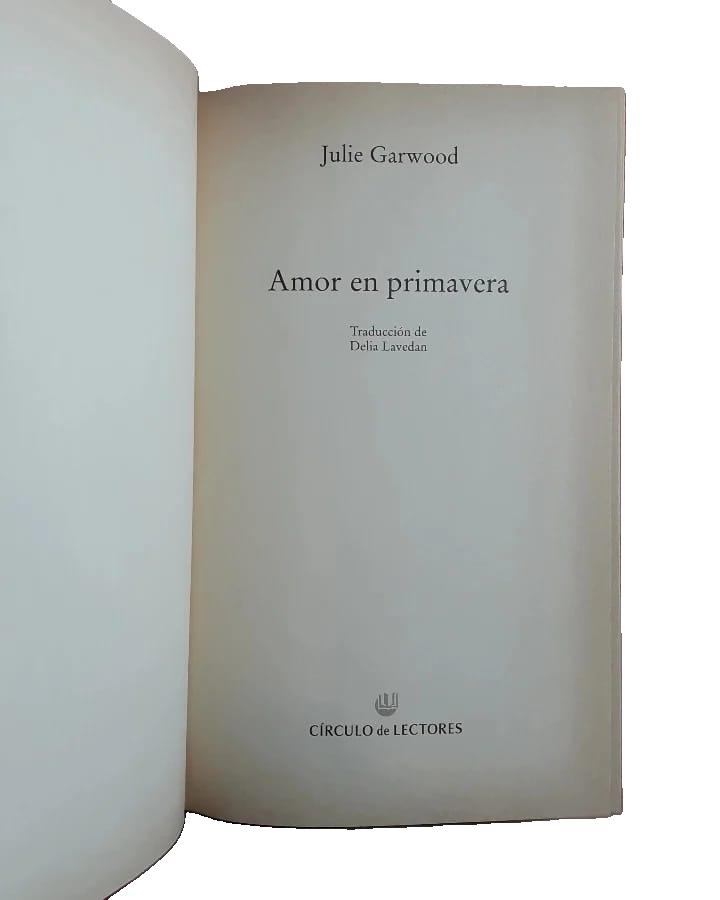 Julie Garwood
Amor en primavera
Traducción de
Delia Lavedan
CÍRCULO de LECTORES